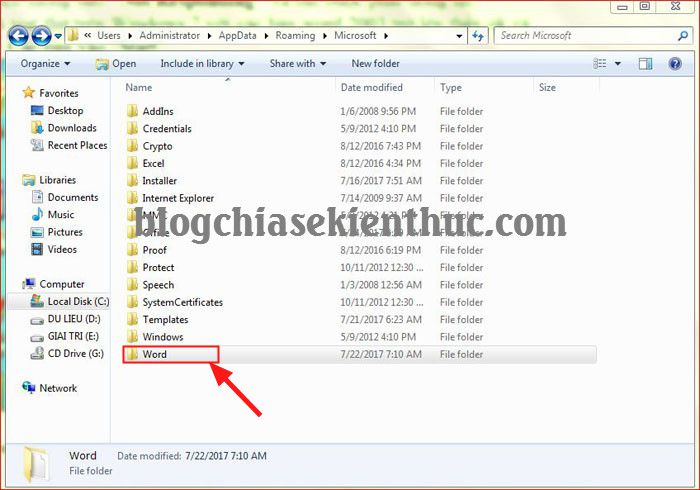 Users ▸ Administrator ▸ AppData ▸ Roaming ▸ Microsoft ▸
Search Microsoft
Organize Open Include in library Share with New folder
Name Date modified Type Size
Favorites
Desktop
Downloads
Recent Places
Libraries
Documents
Music
Pictures
Videos
Computer
Local Disk (C:)
DU LIEU (D:)
GIAI TRI (E:)
CD Drive (G:)
Network
AddIns 1/6/2008 9:56 PM File folder
Credentials 5/9/2012 4:10 PM File folder
Crypto 8/12/2016 7:43 PM File folder
Excel 8/12/2016 4:34 PM File folder
Installer 7/16/2017 7:51 AM File folder
Internet Explorer 7/14/2009 9:37 AM File folder
MMC File folder
blogchiasekienthuc.com
Office File folder
Proof 8/12/2016 6:19 PM File folder
Protect 10/11/2012 12:30 ... File folder
Speech 1/3/2008 12:56 AM File folder
SystemCertificates 10/11/2012 12:30 ... File folder
Templates 7/21/2017 6:23 AM File folder
Windows 5/9/2012 4:10 PM File folder
Word 7/22/2017 7:10 AM File folder
Word Date modified: 7/22/2017 7:10 AM
File folder